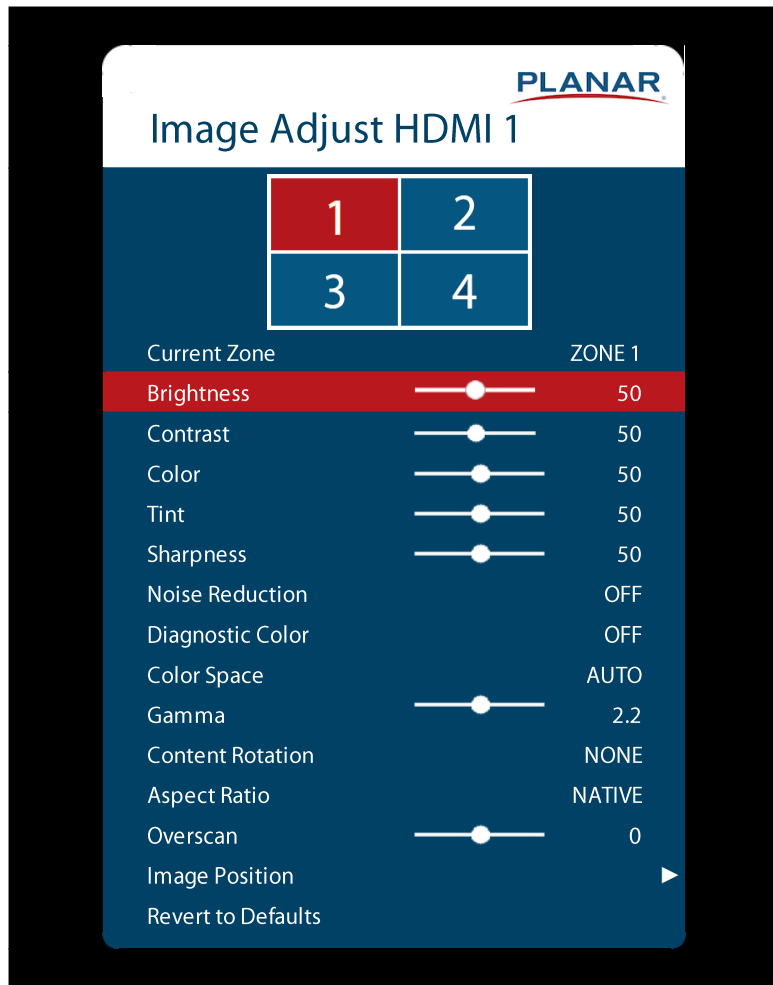 PLANAR
Image Adjust HDMI 1
1 2
3 4
Current Zone ZONE 1
Brightness 50
Contrast 50
Color 50
Tint 50
Sharpness 50
Noise Reduction OFF
Diagnostic Color OFF
Color Space AUTO
Gamma 2.2
Content Rotation NONE
Aspect Ratio NATIVE
Overscan 0
Image Position
Revert to Defaults